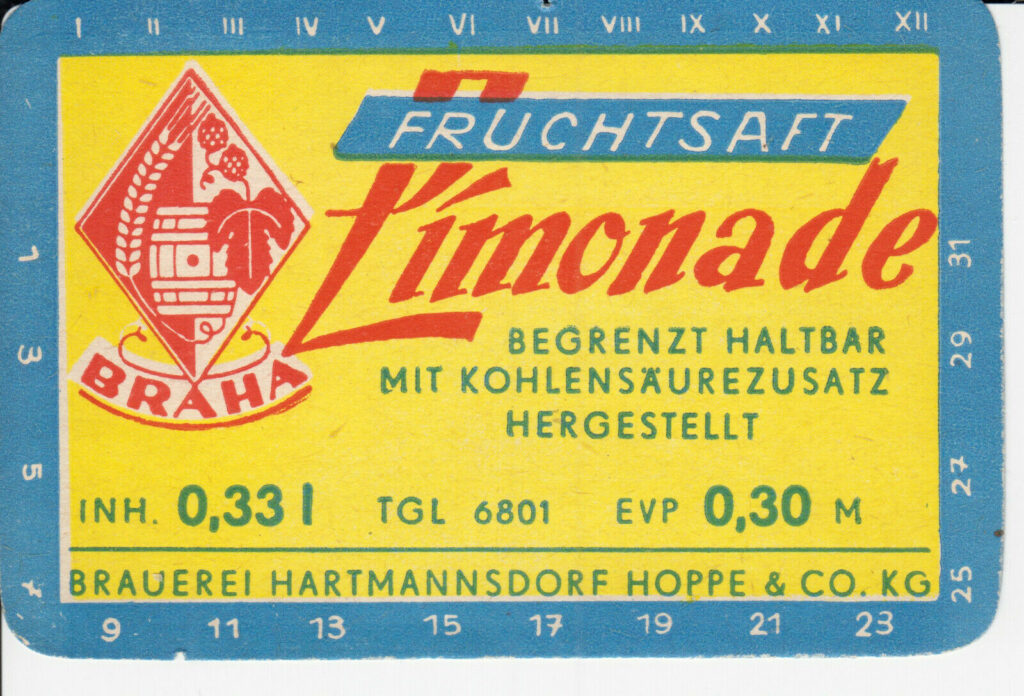 I II III IV V VI VII VIII IX X XI XII
FRÜCHTSAFT
Limonade
BRAHA
BEGRENZT HALTBAR
MIT KOHLENSÄUREZUSATZ
HERGESTELLT
INH. 0,33 l TGL 6801 EVP 0,30 M
BRAUEREI HARTMANNSDORF HOPPE & CO. KG
1
3
5
7
9 11 13 15 17 19 21 23
25
27
29
31